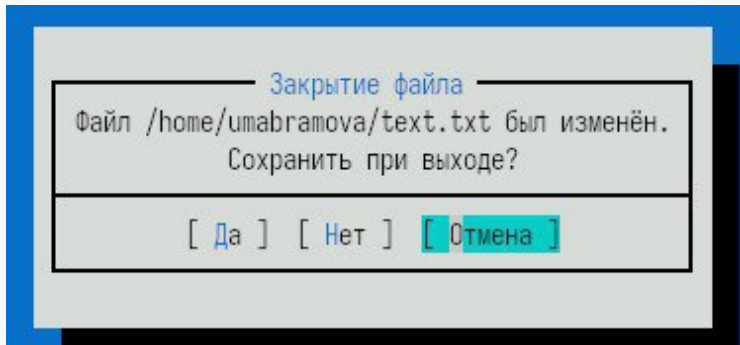 Закрытие файла
Файл /home/umabramova/text.txt был изменён.
Сохранить при выходе?
[ Да ] [ Нет ] [ Отмена ]